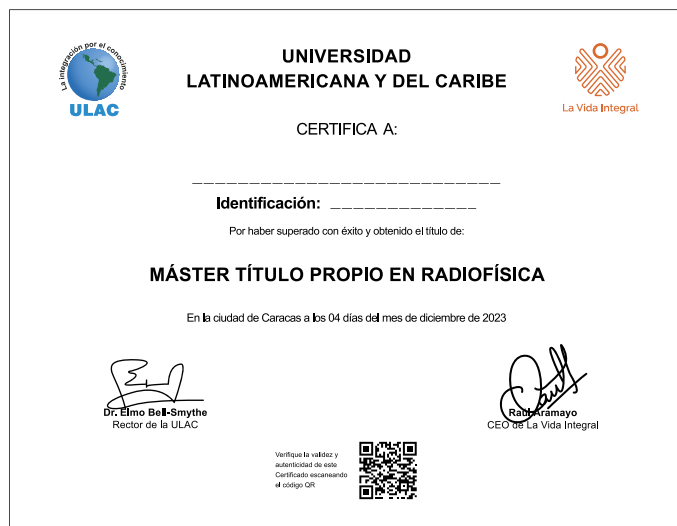 La integración por el conocimiento
ULAC
UNIVERSIDAD
LATINOAMERICANA Y DEL CARIBE
La Vida Integral
CERTIFICA A:
____________________________
Identificación: ______________
Por haber superado con éxito y obtenido el título de:
MÁSTER TÍTULO PROPIO EN RADIOFÍSICA
En la ciudad de Caracas a los 04 días del mes de diciembre de 2023
Dr. Elmo Bell-Smythe
Rector de la ULAC
Raúl Aramayo
CEO de La Vida Integral
Verifique la validez y
autenticidad de este
Certificado escaneando
el código QR